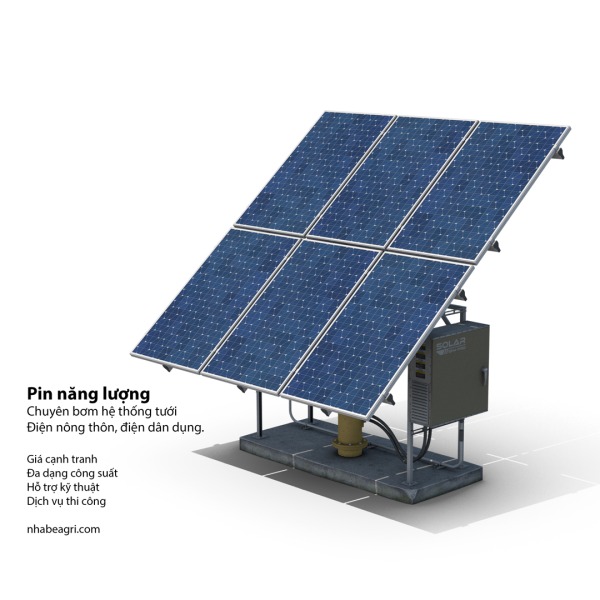 SOLAR
Pin năng lượng
Chuyên bơm hệ thống tưới
Điện nông thôn, điện dân dụng.
Giá cạnh tranh
Đa dạng công suất
Hỗ trợ kỹ thuật
Dịch vụ thi công
nhabeagri.com